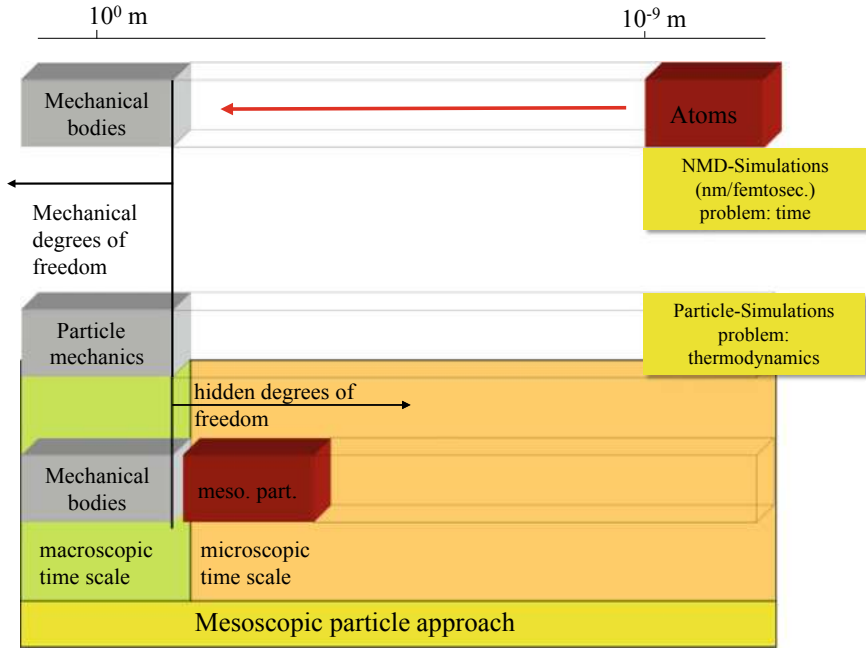 10⁰ m
10⁻⁹ m
Mechanical
bodies
Atoms
NMD-Simulations
(nm/femtosec.)
problem: time
Mechanical
degrees of
freedom
Particle
mechanics
Particle-Simulations
problem:
thermodynamics
hidden degrees of
freedom
Mechanical
bodies
meso. part.
macroscopic
time scale
microscopic
time scale
Mesoscopic particle approach